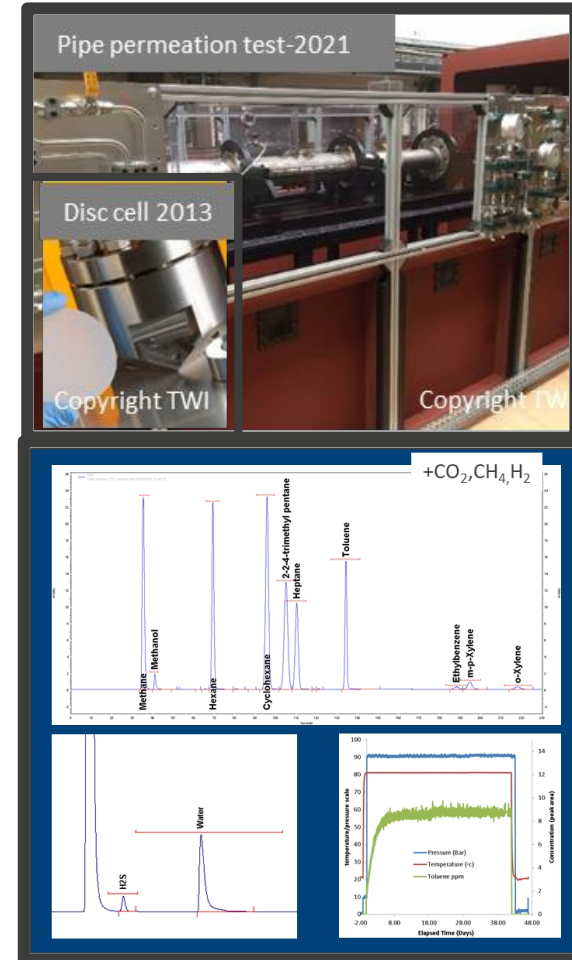 Pipe permeation test-2021
Disc cell 2013
Copyright TWI
Copyright TW
+CO₂,CH₄,H₂
Methane
Methanol
Hexane
Cyclohexane
2-2-4-trimethyl pentane
Heptane
Toluene
Ethylbenzene
m-p-Xylene
o-Xylene
H2S
Water
temperature/pressure scale
100
90
80
70
60
50
40
30
20
10
0
-2.00 8.00 18.00 28.00 38.00 48.00
Elapsed Time (Days)
Pressure (Bar)
Temperature (°c)
Toluene ppm
14
12
10
8
6
4
2
0
Concentration (peak area)